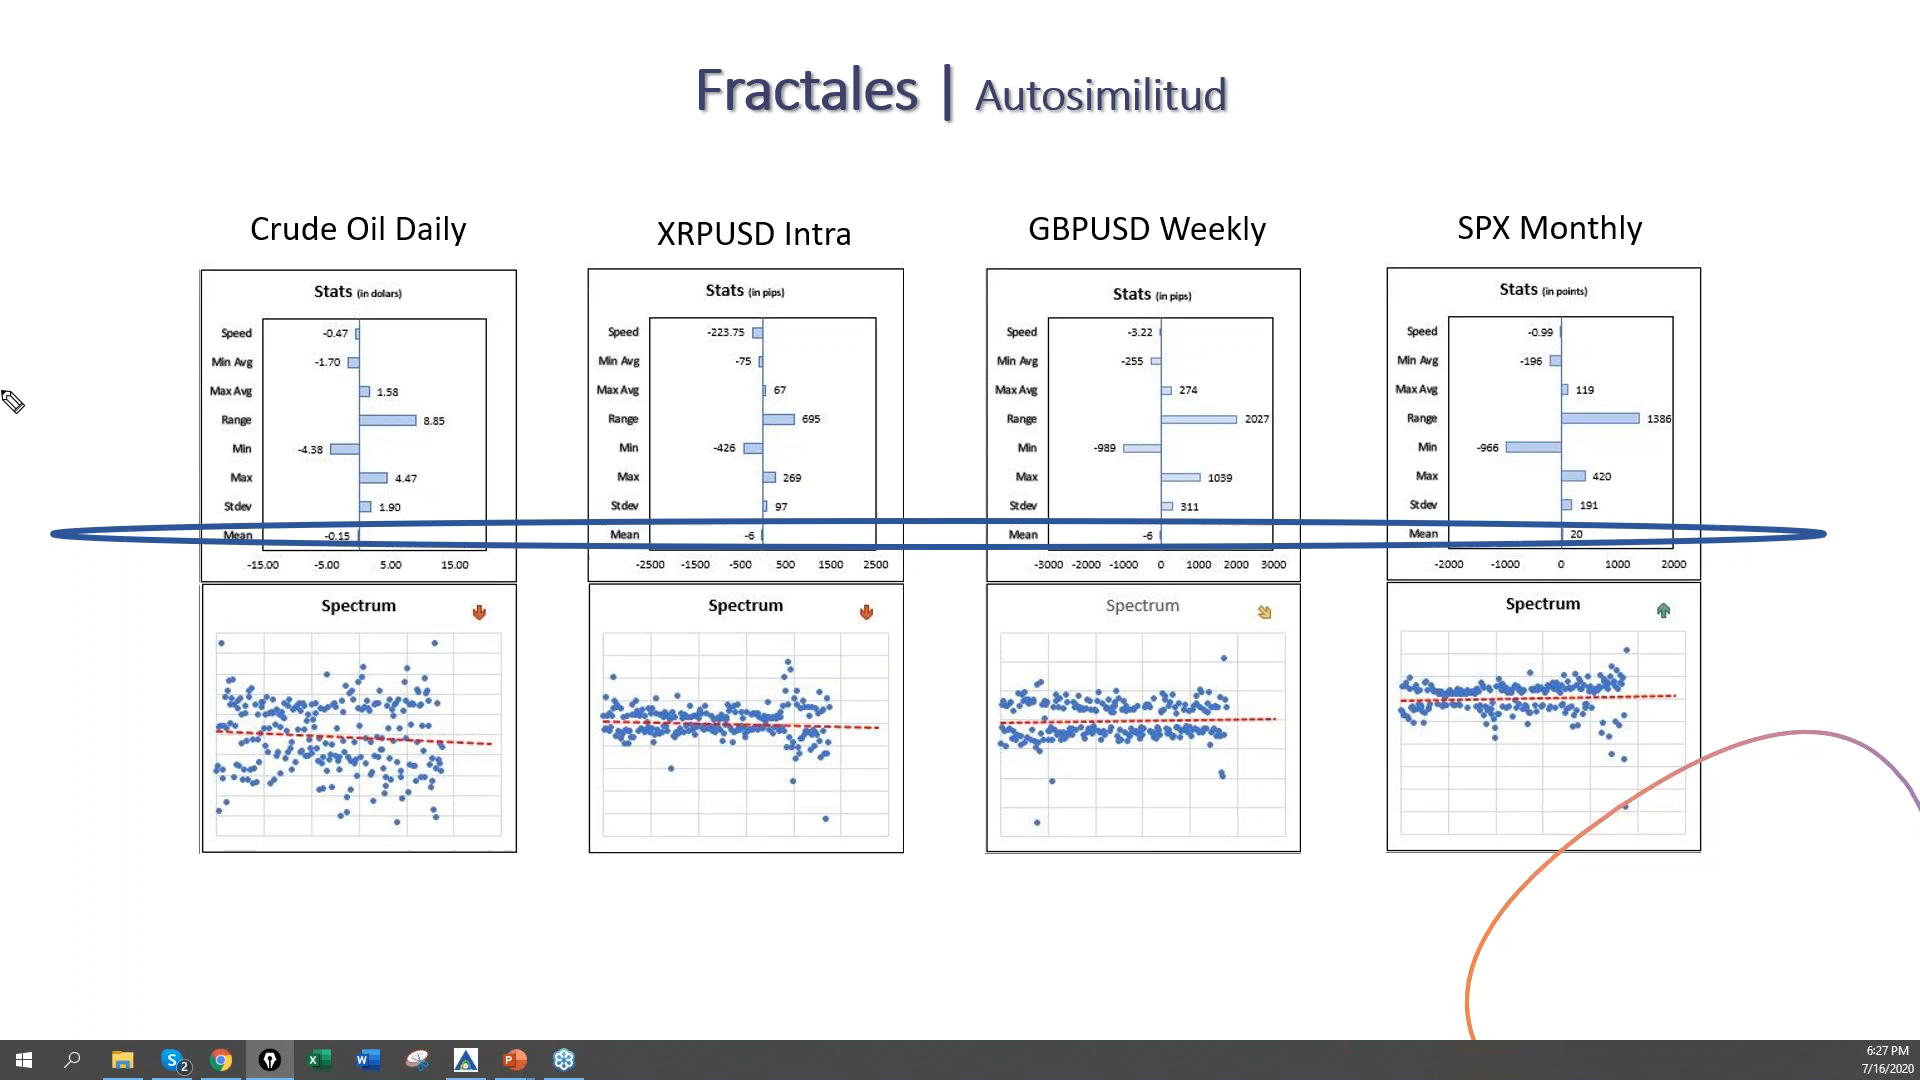 Fractales | Autosimilitud
Crude Oil Daily
Stats (in dolars)
Speed -0.47
Min Avg -1.70
Max Avg 1.58
Range 8.85
Min -4.38
Max 4.47
Stdev 1.90
Mean -0.15
-15.00 -5.00 5.00 15.00
Spectrum
XRPUSD Intra
Stats (in pips)
Speed -223.75
Min Avg -75
Max Avg 67
Range 695
Min -426
Max 269
Stdev 97
Mean -6
-2500 -1500 -500 500 1500 2500
Spectrum
GBPUSD Weekly
Stats (in pips)
Speed -3.22
Min Avg -255
Max Avg 274
Range 2027
Min -989
Max 1039
Stdev 311
Mean -6
-3000 -2000 -1000 0 1000 2000 3000
Spectrum
SPX Monthly
Stats (in points)
Speed -0.99
Min Avg -196
Max Avg 119
Range 1386
Min -966
Max 420
Stdev 191
Mean 20
-2000 -1000 0 1000 2000
Spectrum
S 2
X
W
P
6:27 PM
7/16/2020